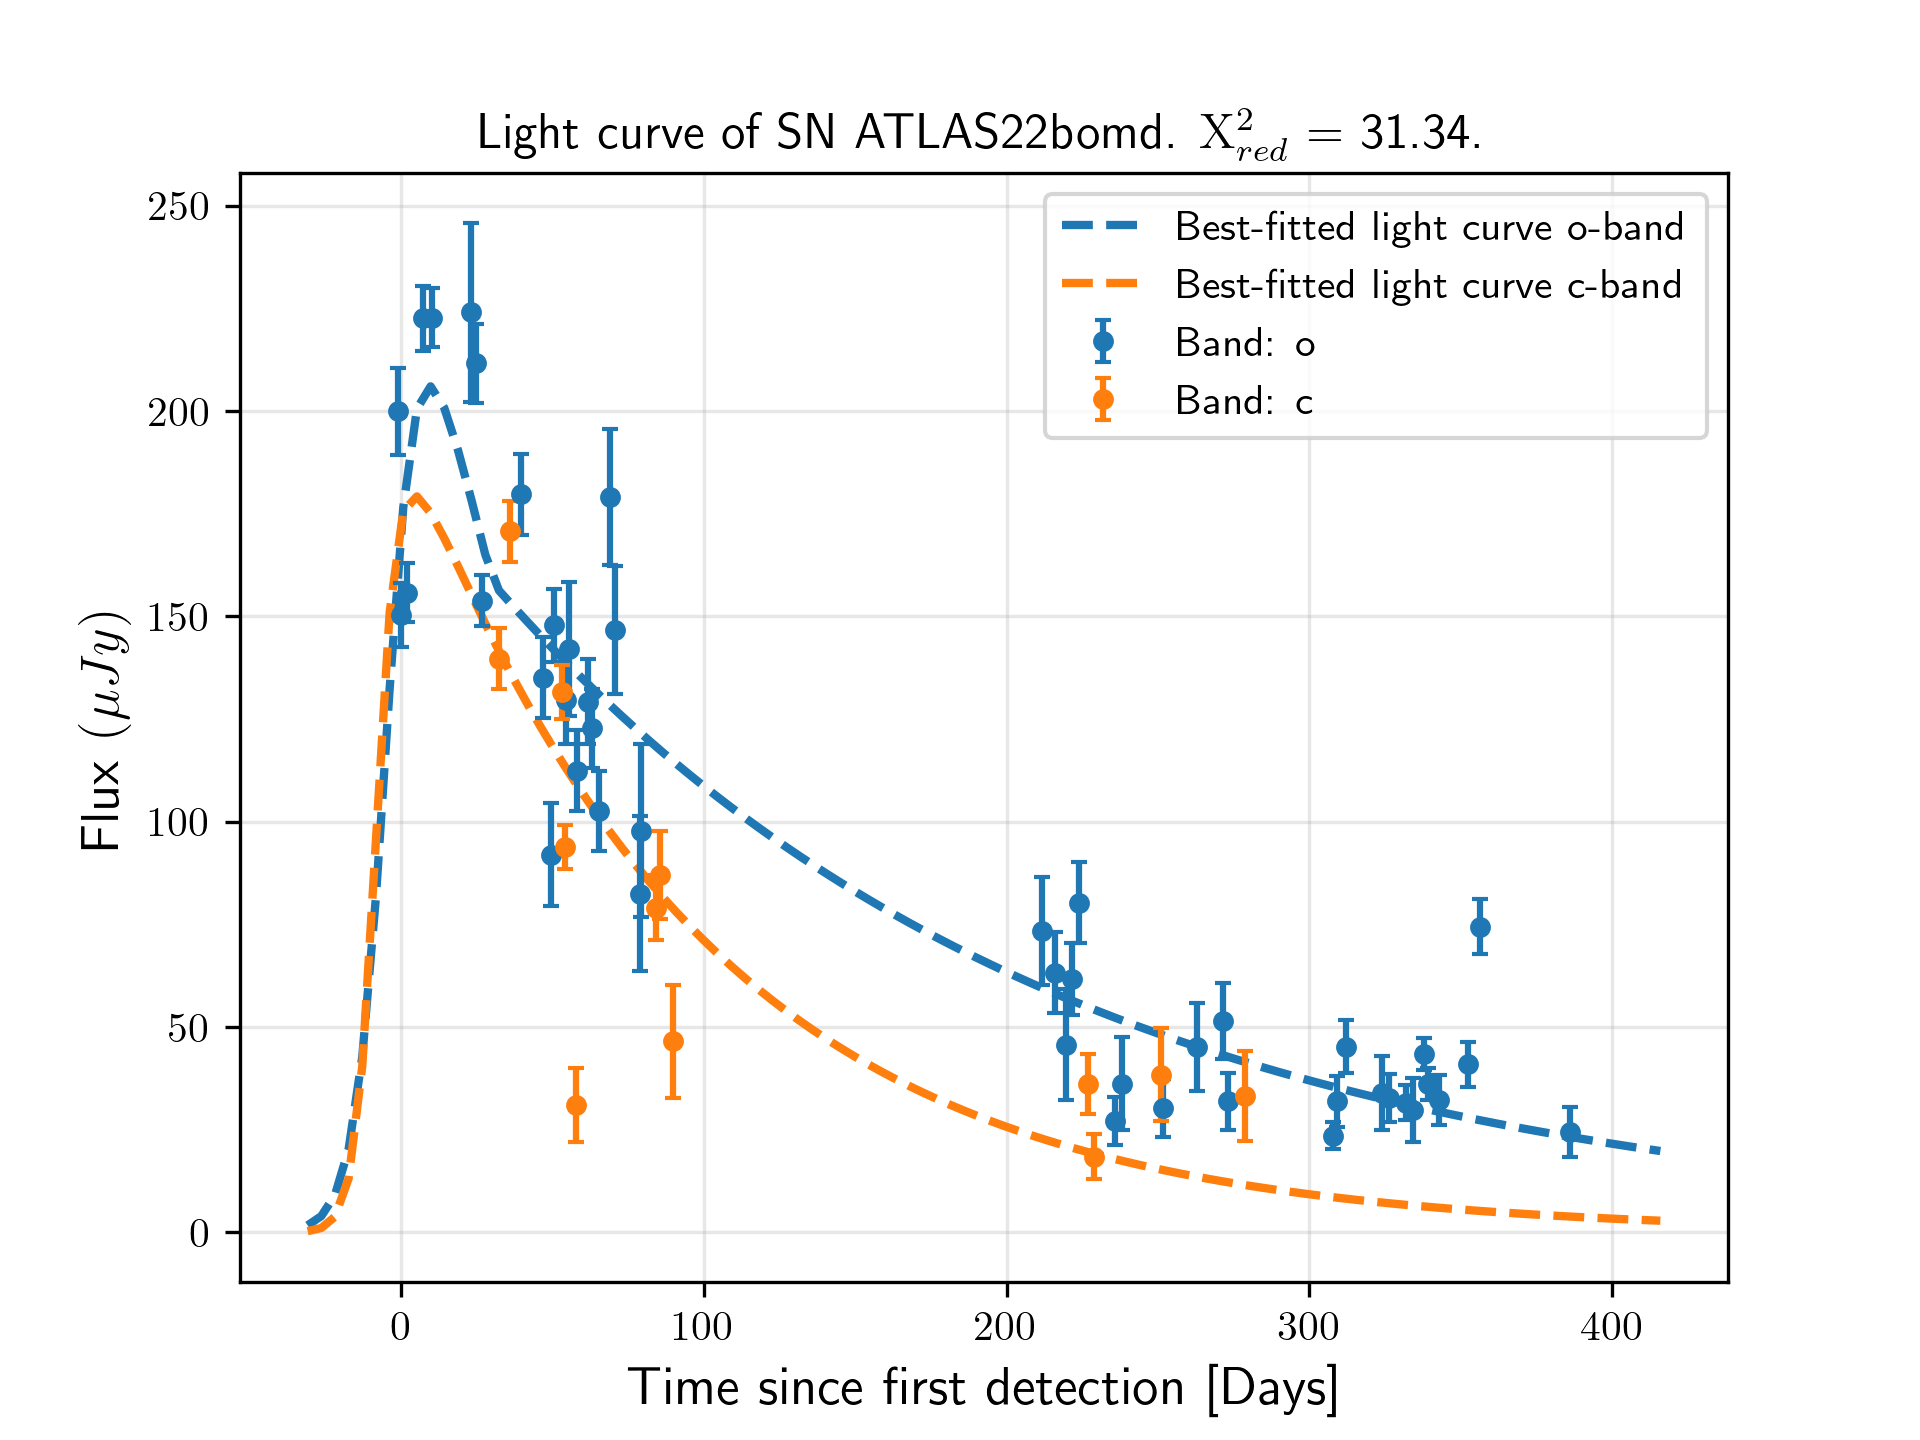 Light curve of SN ATLAS22bomd. Χ²_red = 31.34.
Best-fitted light curve o-band
Best-fitted light curve c-band
Band: o
Band: c
Flux (μJy)
250
200
150
100
50
0
0 100 200 300 400
Time since first detection [Days]